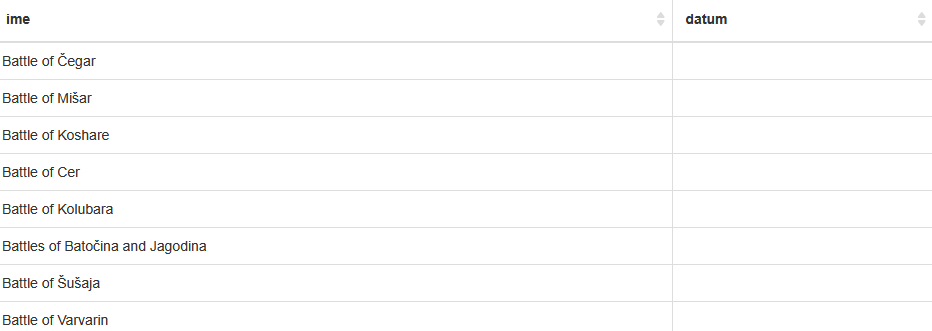 ime datum
Battle of Čegar
Battle of Mišar
Battle of Koshare
Battle of Cer
Battle of Kolubara
Battles of Batočina and Jagodina
Battle of Šušaja
Battle of Varvarin